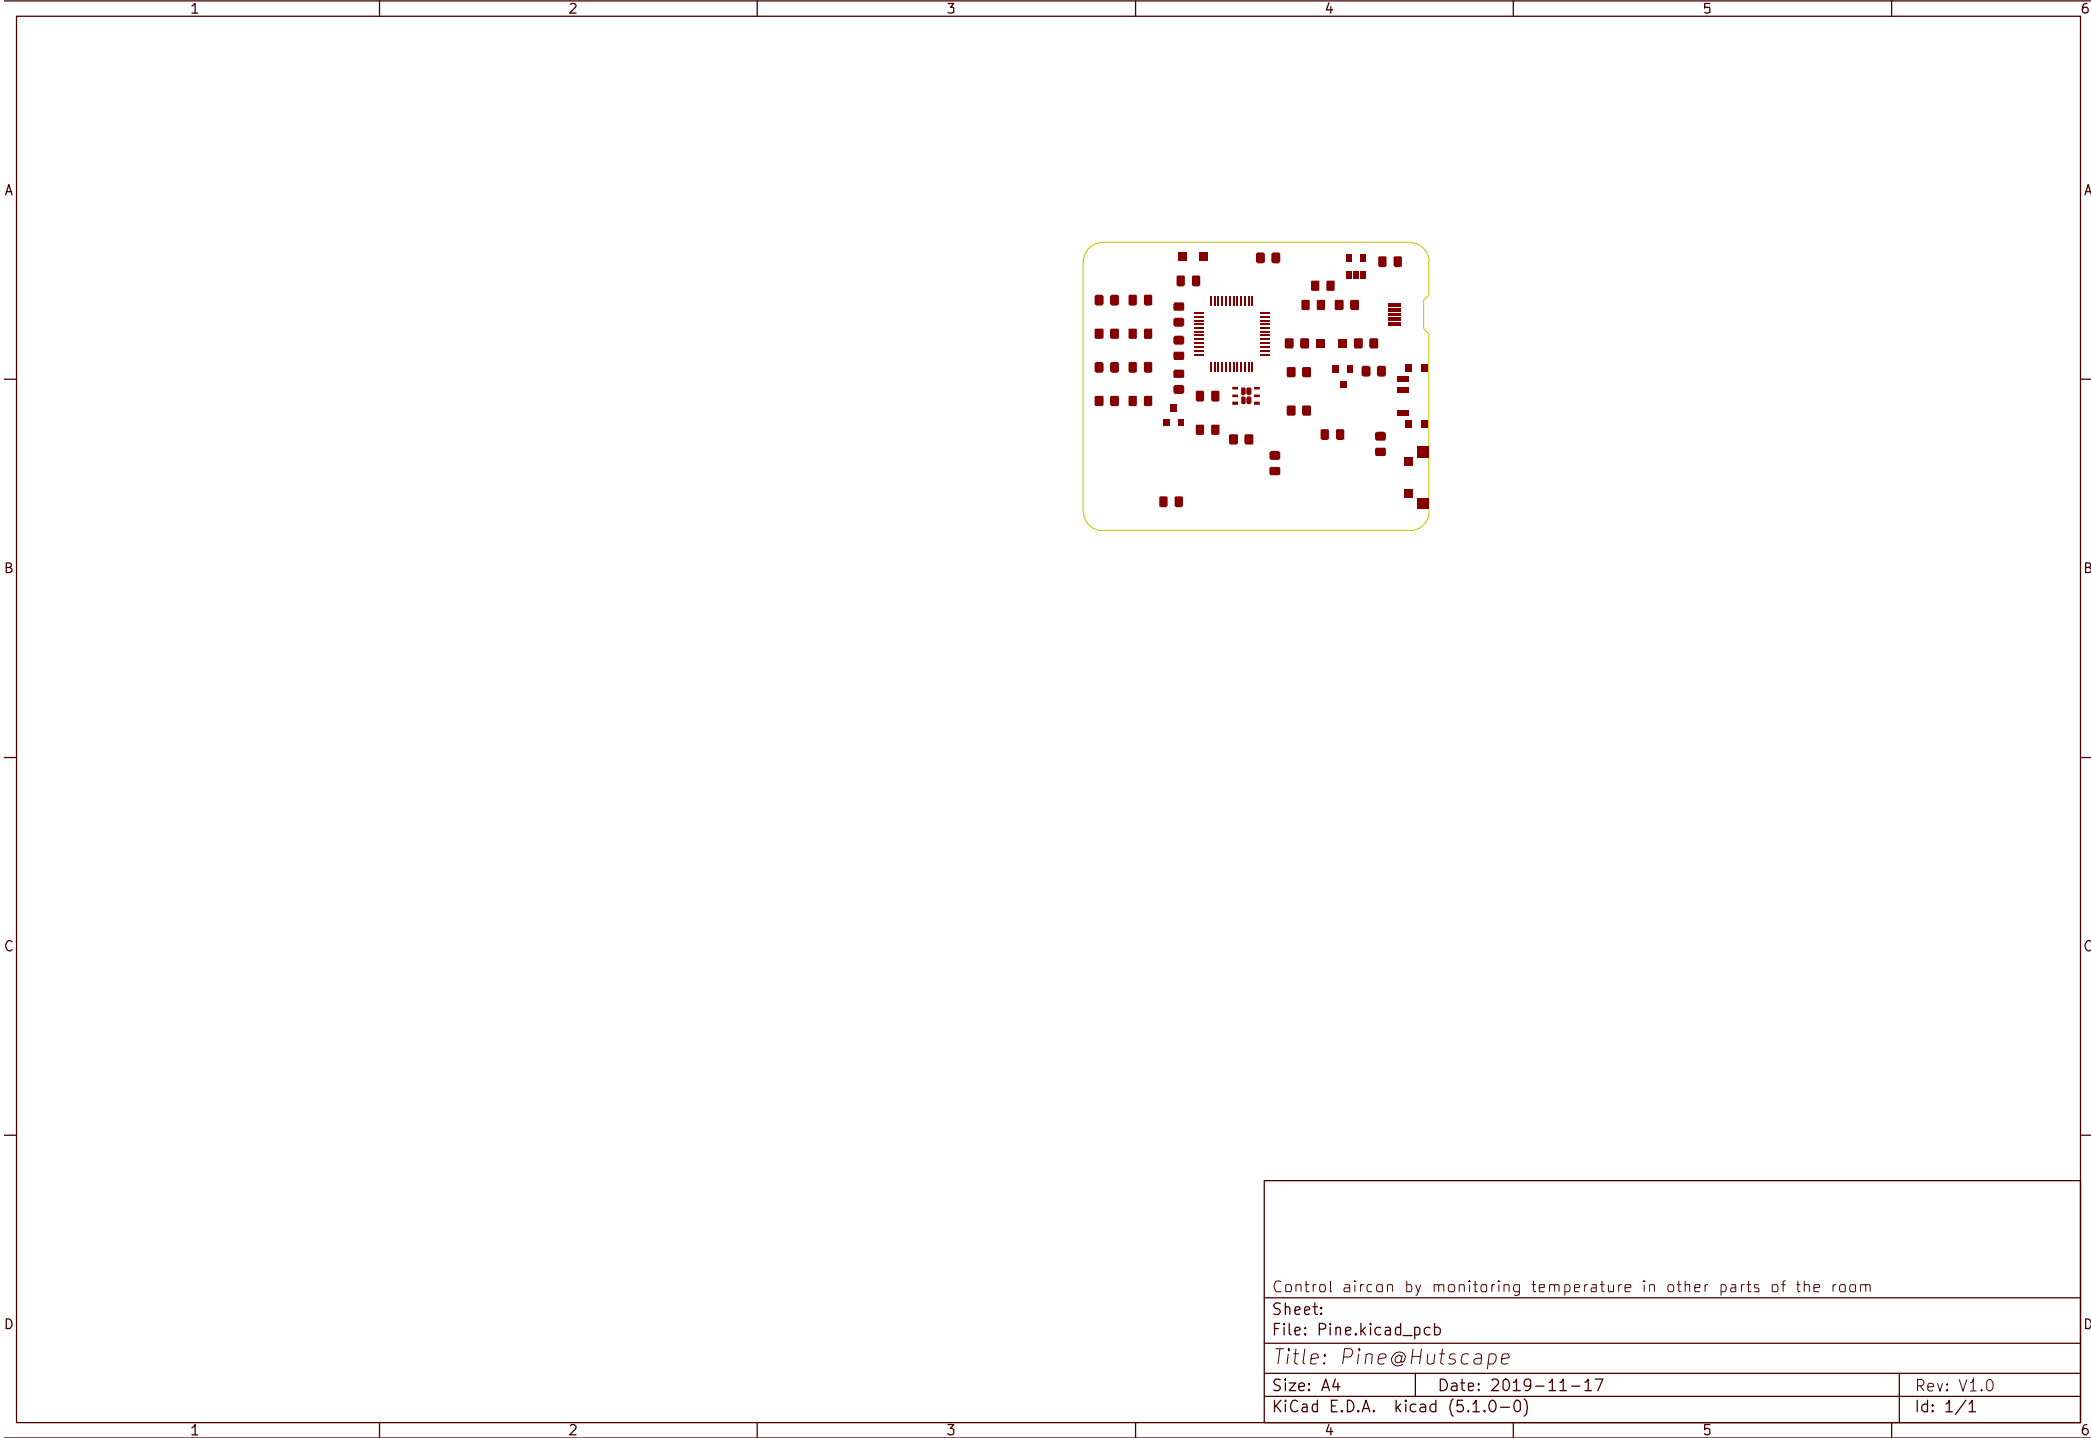 1 2 3 4 5 6
A A
B B
C C
D D
Control aircon by monitoring temperature in other parts of the room
Sheet:
File: Pine.kicad_pcb
Title: Pine@Hutscape
Size: A4 Date: 2019-11-17 Rev: V1.0
KiCad E.D.A. kicad (5.1.0-0) Id: 1/1
1 2 3 4 5 6